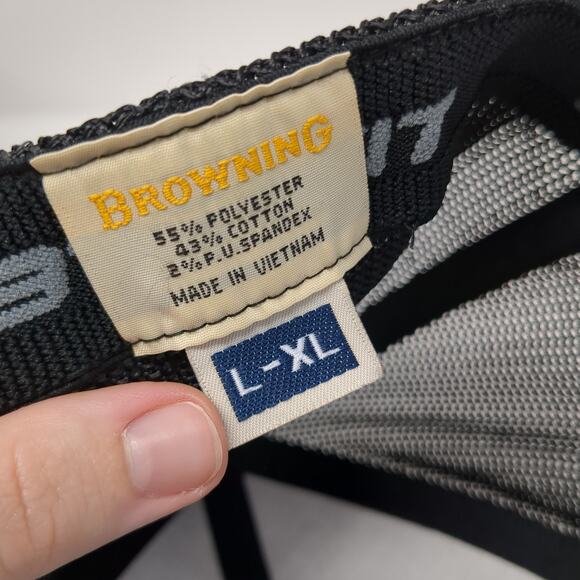 BROWNING
55% POLYESTER
43% COTTON
2% P.U.SPANDEX
MADE IN VIETNAM
L-XL